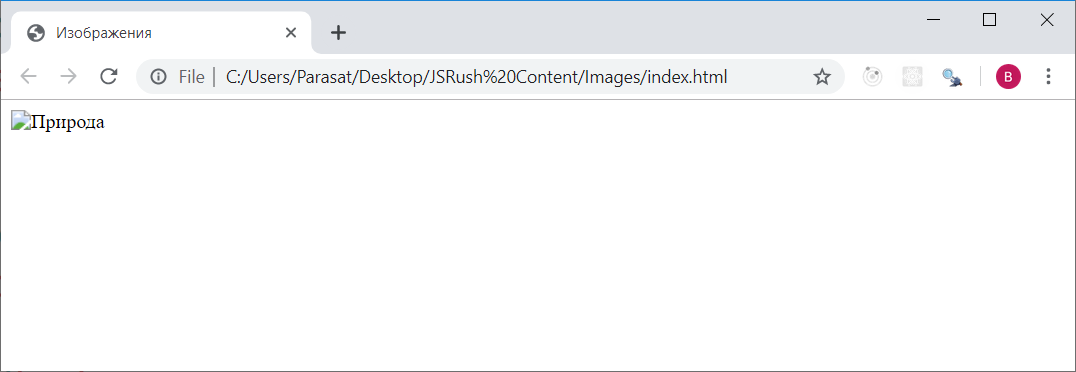 Изображения
File | C:/Users/Parasat/Desktop/JSRush%20Content/Images/index.html
B
Природа